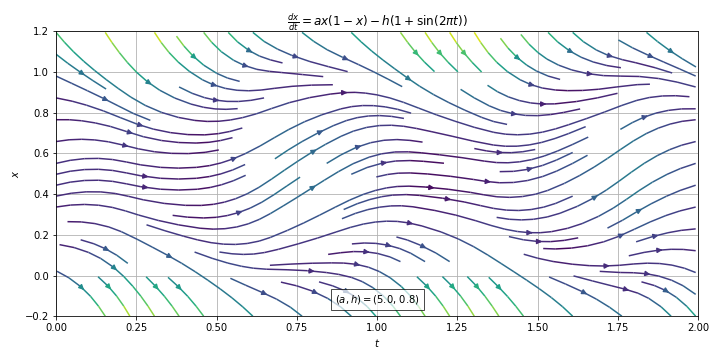 dx/dt = ax(1 − x) − h(1 + sin(2πt))
1.2
1.0
0.8
0.6
0.4
0.2
0.0
−0.2
x
(a, h) = (5.0, 0.8)
0.00 0.25 0.50 0.75 1.00 1.25 1.50 1.75 2.00
t